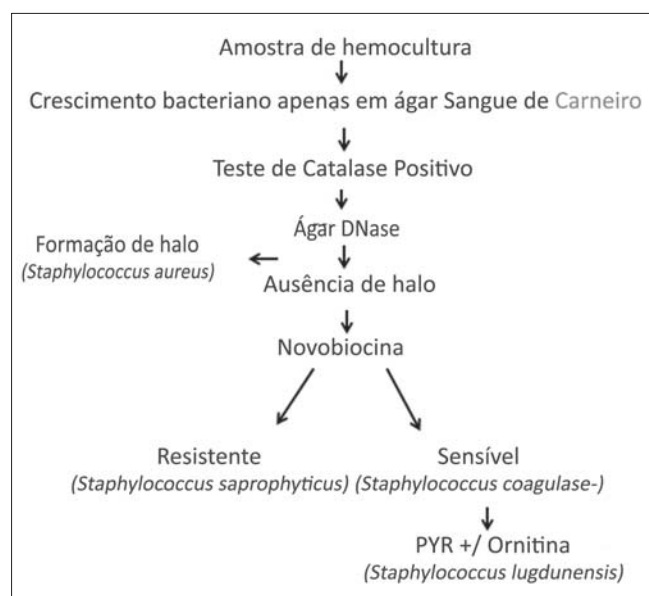 Amostra de hemocultura
Crescimento bacteriano apenas em ágar Sangue de Carneiro
Teste de Catalase Positivo
Ágar DNase
Formação de halo
(Staphylococcus aureus)
Ausência de halo
Novobiocina
Resistente
(Staphylococcus saprophyticus)
Sensível
(Staphylococcus coagulase-)
PYR +/ Ornitina
(Staphylococcus lugdunensis)